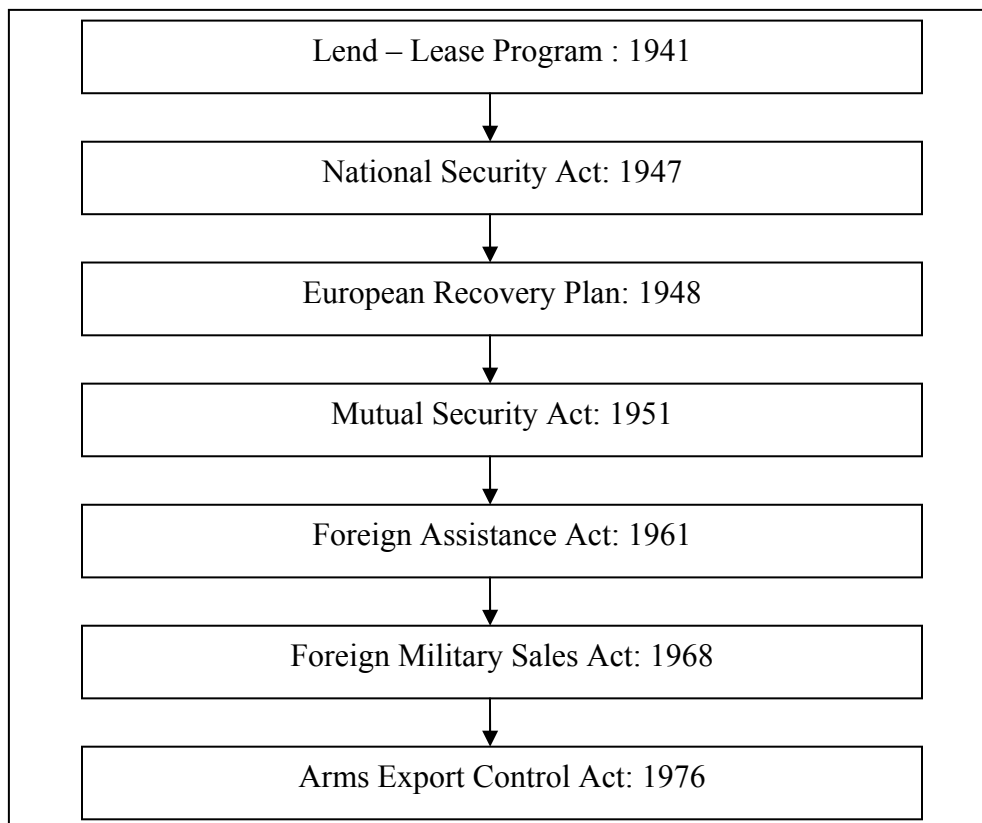 Lend – Lease Program : 1941
National Security Act: 1947
European Recovery Plan: 1948
Mutual Security Act: 1951
Foreign Assistance Act: 1961
Foreign Military Sales Act: 1968
Arms Export Control Act: 1976